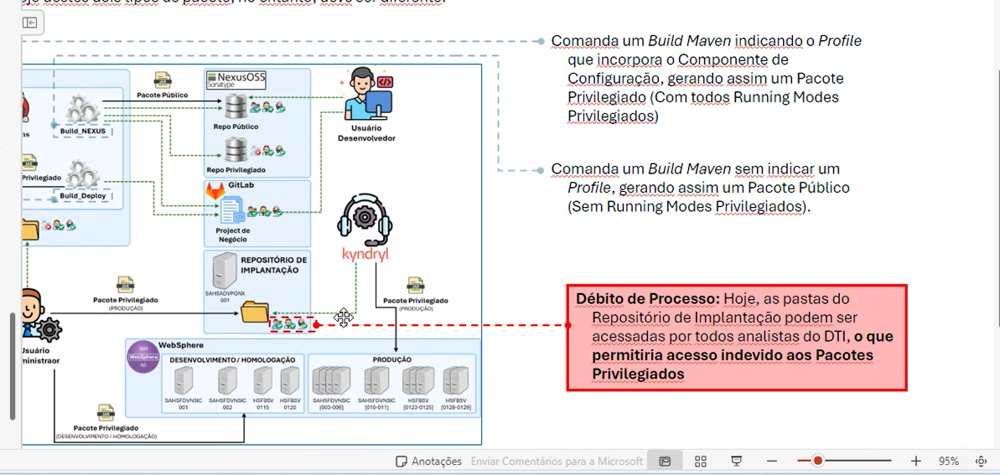 Comanda um Build Maven indicando o Profile
que incorpora o Componente de
Configuração, gerando assim um Pacote
Privilegiado (Com todos Running Modes
Privilegiados)
NexusOSS
Sonatype
Pacote Público
Build_NEXUS
Repo Público
Usuário
Desenvolvedor
Repo Privilegiado
Privilegiado
Build_Deploy
GitLab
Project de
Negócio
Comanda um Build Maven sem indicar um
Profile, gerando assim um Pacote Público
(Sem Running Modes Privilegiados).
kyndryl
REPOSITÓRIO DE
IMPLANTAÇÃO
SAHSADVPGNX
001
Pacote Privilegiado
(PRODUÇÃO)
Pacote Privilegiado
(PRODUÇÃO)
Débito de Processo: Hoje, as pastas do
Repositório de Implantação podem ser
acessadas por todos analistas do DTI, o que
permitiria acesso indevido aos Pacotes
Privilegiados
suário
ministraor
WebSphere
IBM
WebSphere
AS
DESENVOLVIMENTO / HOMOLOGAÇÃO
PRODUÇÃO
SAHSFDVNSIC
001
SAHSFDVNSIC
002
HSFBSV
0115
HSFBSV
0120
SAHSFDVNSIC
[003-006]
SAHSFDVNSIC
[010-011]
HSFBSV
[0123-0125]
HSFBSV
[0128-0129]
Pacote Privilegiado
(DESENVOLVIMENTO / HOMOLOGAÇÃO)
Anotações
Enviar Comentários para a Microsoft
95%